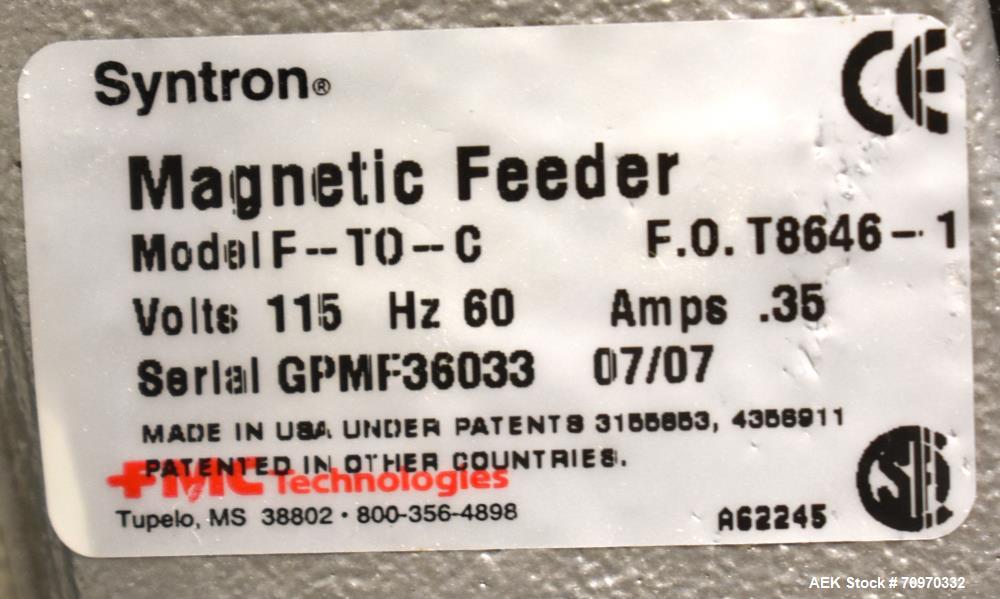 Syntron® CE
Magnetic Feeder
Model F--TO--C F.O. T8646-1
Volts 115 Hz 60 Amps .35
Serial GPMF36033 07/07
MADE IN USA UNDER PATENTS 3155853, 4356911
PATENTED IN OTHER COUNTRIES.
FMC Technologies
Tupelo, MS 38802 · 800-356-4898 A62245
AEK Stock # 70970332